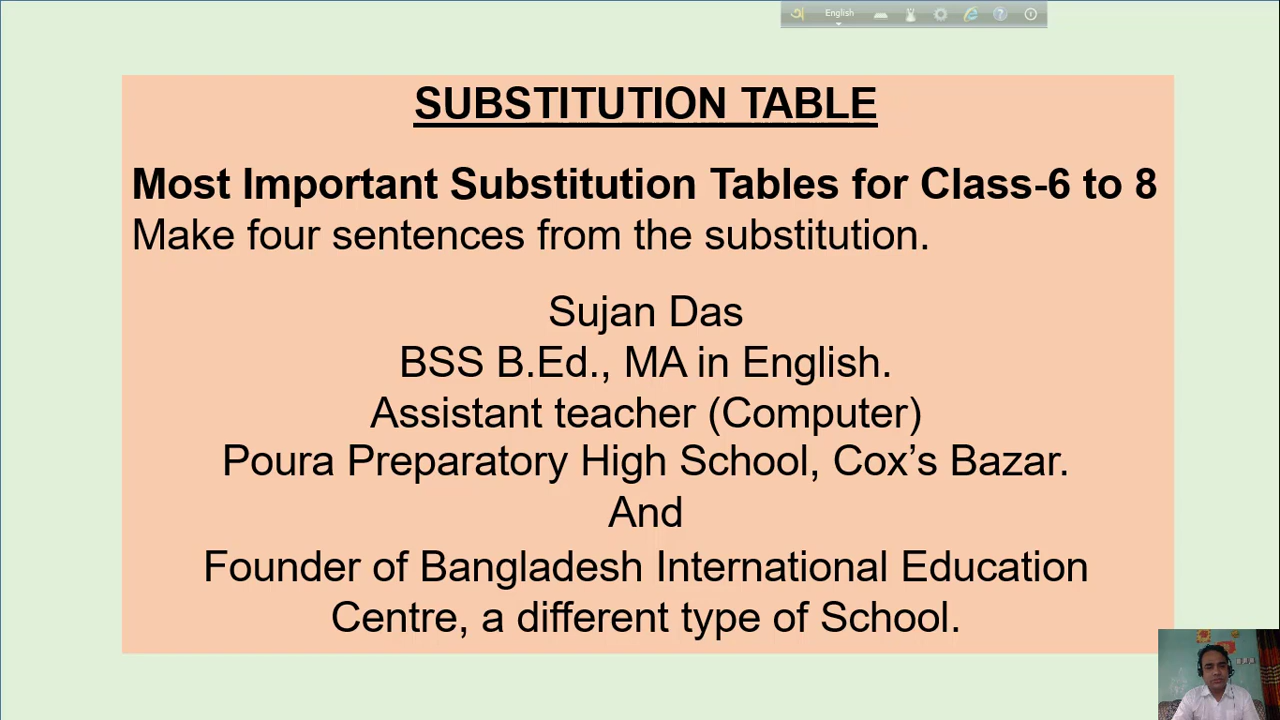 অ English
SUBSTITUTION TABLE
Most Important Substitution Tables for Class-6 to 8
Make four sentences from the substitution.
Sujan Das
BSS B.Ed., MA in English.
Assistant teacher (Computer)
Poura Preparatory High School, Cox’s Bazar.
And
Founder of Bangladesh International Education
Centre, a different type of School.